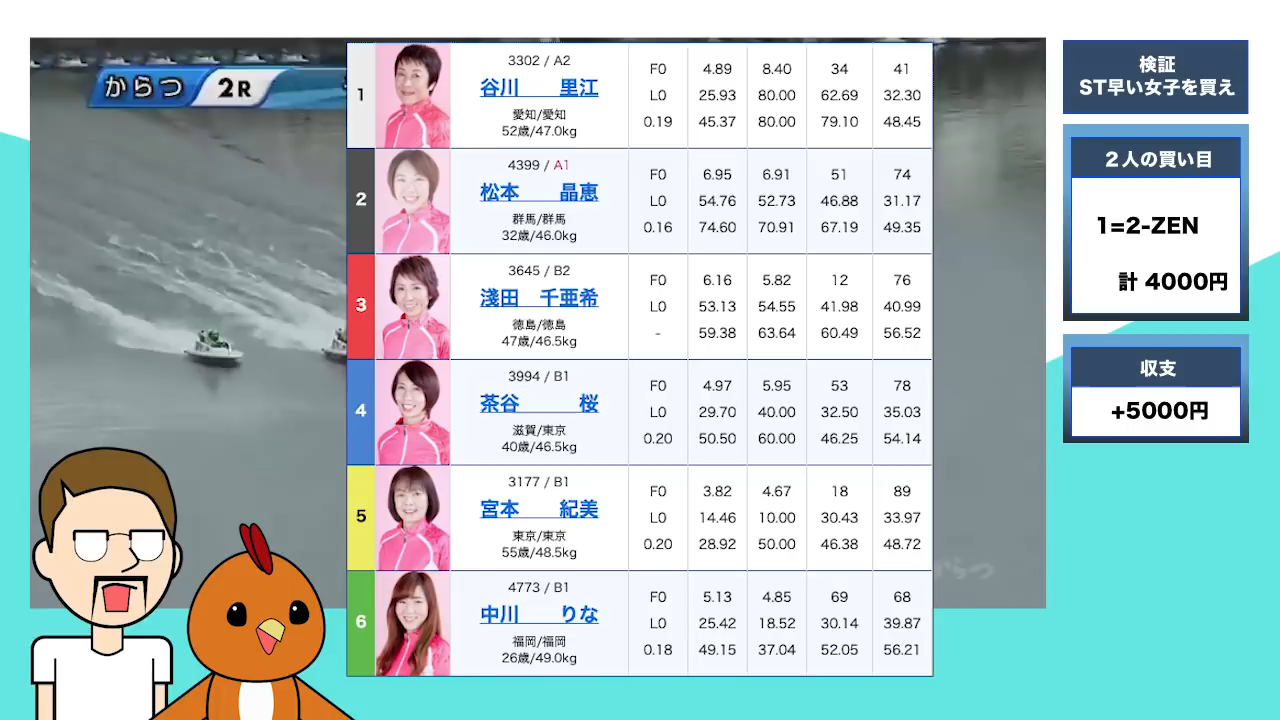 からつ 2R
1
3302 / A2
谷川 里江
愛知/愛知
52歳/47.0kg
F0 4.89 8.40 34 41
L0 25.93 80.00 62.69 32.30
0.19 45.37 80.00 79.10 48.45
2
4399 / A1
松本 晶恵
群馬/群馬
32歳/46.0kg
F0 6.95 6.91 51 74
L0 54.76 52.73 46.88 31.17
0.16 74.60 70.91 67.19 49.35
3
3645 / B2
淺田 千亜希
徳島/徳島
47歳/46.5kg
F0 6.16 5.82 12 76
L0 53.13 54.55 41.98 40.99
- 59.38 63.64 60.49 56.52
4
3994 / B1
茶谷 桜
滋賀/東京
40歳/46.5kg
F0 4.97 5.95 53 78
L0 29.70 40.00 32.50 35.03
0.20 50.50 60.00 46.25 54.14
5
3177 / B1
宮本 紀美
東京/東京
55歳/48.5kg
F0 3.82 4.67 18 89
L0 14.46 10.00 30.43 33.97
0.20 28.92 50.00 46.38 48.72
6
4773 / B1
中川 りな
福岡/福岡
26歳/49.0kg
F0 5.13 4.85 69 68
L0 25.42 18.52 30.14 39.87
0.18 49.15 37.04 52.05 56.21
検証
ST早い女子を買え
２人の買い目
1=2-ZEN
計 4000円
収支
+5000円